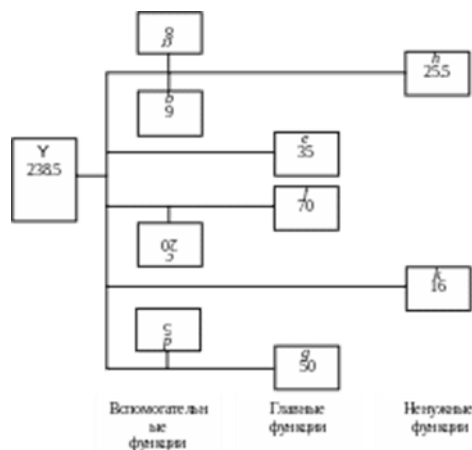 a
8
h
25.5
b
9
e
35
Y
238.5
f
70
c
20
k
16
d
5
g
50
Вспомогательн
ые
функции
Главные
функции
Ненужные
функции